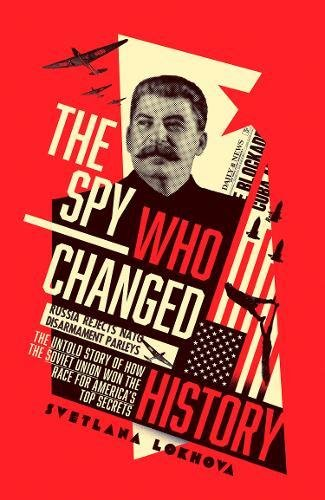 DAILY NEWS
E BLOCKADE
CUBA
THE
SPY
WHO
CHANGED
HISTORY
RUSSIA REJECTS NATO
DISARMAMENT PARLEYS
THE UNTOLD STORY OF HOW
THE SOVIET UNION WON THE
RACE FOR AMERICA'S
TOP SECRETS
SVETLANA LOKHOVA